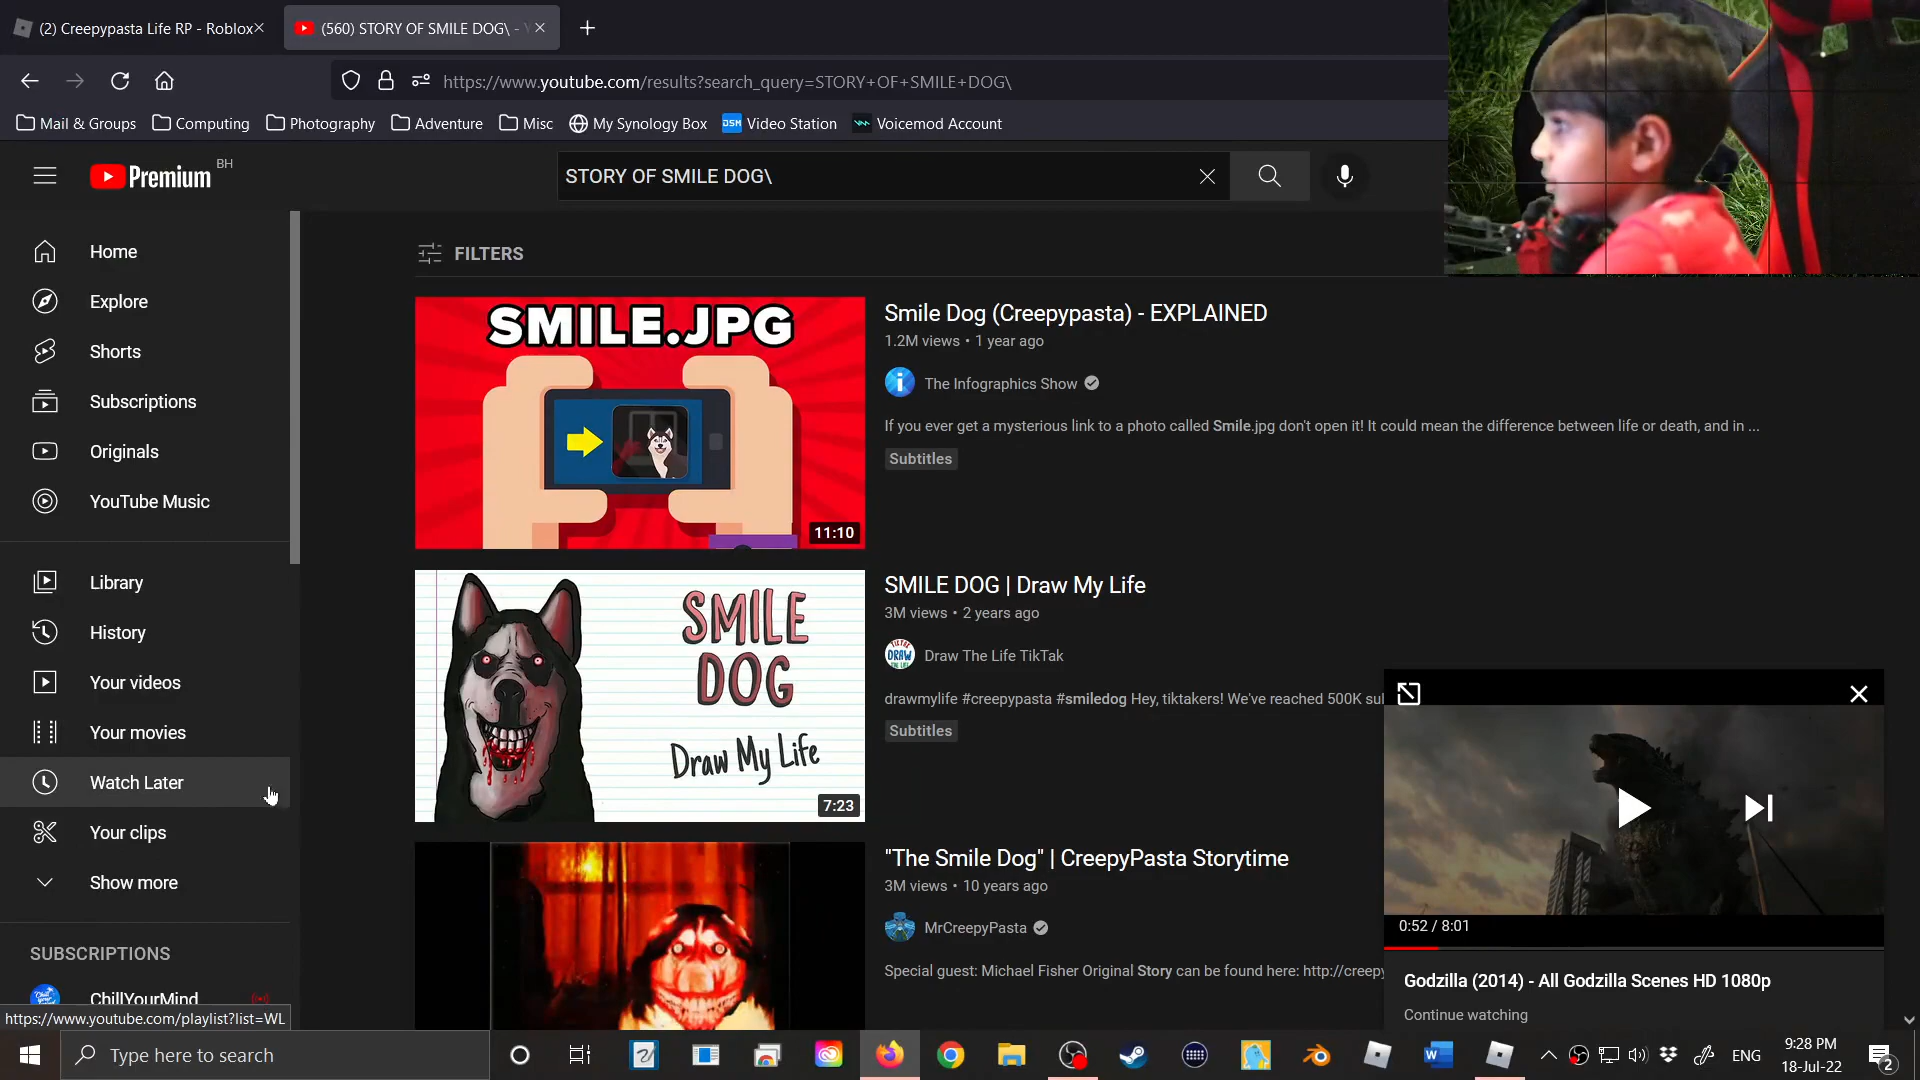 (2) Creepypasta Life RP - Roblox
(560) STORY OF SMILE DOG\ -
https://www.youtube.com/results?search_query=STORY+OF+SMILE+DOG\
Mail & Groups
Computing
Photography
Adventure
Misc
My Synology Box
DSM
Video Station
Voicemod Account
Premium
BH
STORY OF SMILE DOG\
Home
Explore
Shorts
Subscriptions
Originals
YouTube Music
Library
History
Your videos
Your movies
Watch Later
Your clips
Show more
SUBSCRIPTIONS
ChillYourMind
https://www.youtube.com/playlist?list=WL
FILTERS
SMILE.JPG
11:10
Smile Dog (Creepypasta) - EXPLAINED
1.2M views • 1 year ago
The Infographics Show
If you ever get a mysterious link to a photo called Smile.jpg don't open it! It could mean the difference between life or death, and in ...
Subtitles
SMILE
DOG
Draw My Life
7:23
SMILE DOG | Draw My Life
3M views • 2 years ago
DRAW
Draw The Life TikTak
drawmylife #creepypasta #smiledog Hey, tiktakers! We've reached 500K
Subtitles
"The Smile Dog" | CreepyPasta Storytime
3M views • 10 years ago
MrCreepyPasta
Special guest: Michael Fisher Original Story can be found here: http://creepy
0:52 / 8:01
Godzilla (2014) - All Godzilla Scenes HD 1080p
Continue watching
Type here to search
ENG
9:28 PM
18-Jul-22
2